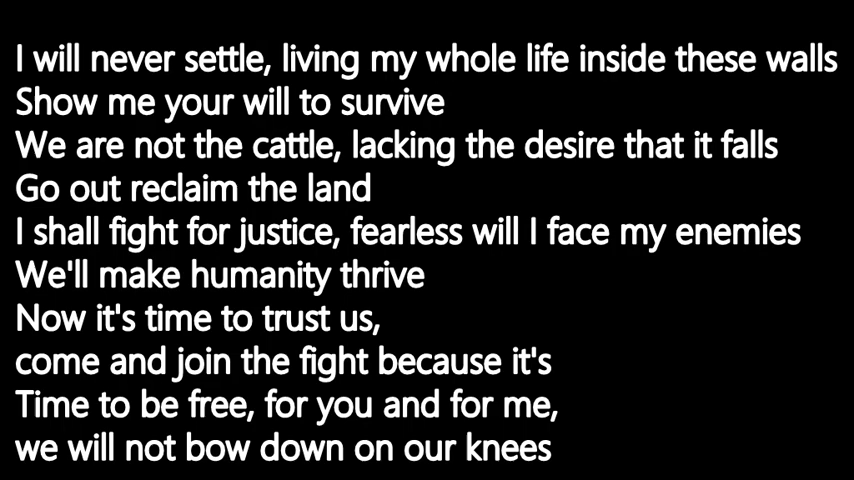 I will never settle, living my whole life inside these walls
Show me your will to survive
We are not the cattle, lacking the desire that it falls
Go out reclaim the land
I shall fight for justice, fearless will I face my enemies
We'll make humanity thrive
Now it's time to trust us,
come and join the fight because it's
Time to be free, for you and for me,
we will not bow down on our knees